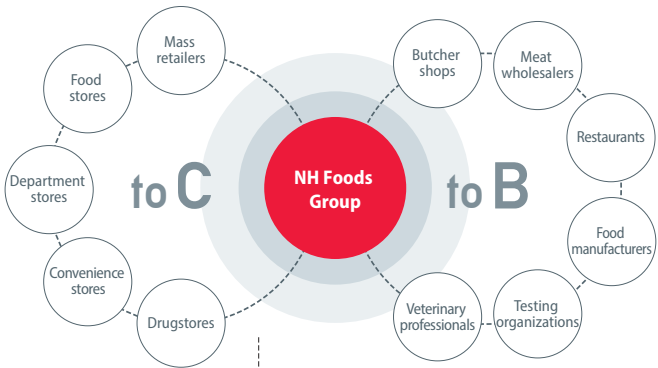 Mass
retailers
Food
stores
Department
stores
Convenience
stores
Drugstores
to C
NH Foods
Group
to B
Butcher
shops
Meat
wholesalers
Restaurants
Food
manufacturers
Testing
organizations
Veterinary
professionals